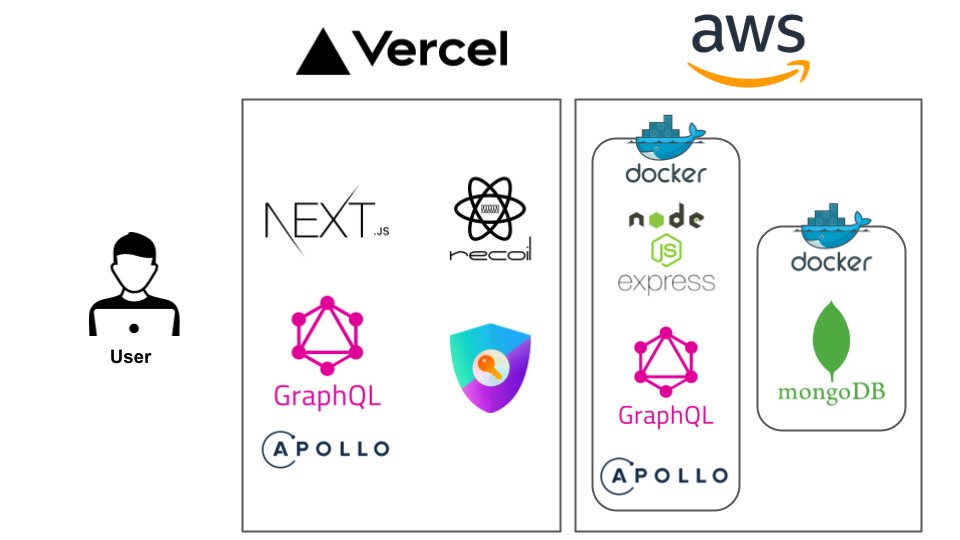 Vercel
aws
NEXT.JS
recoil
GraphQL
APOLLO
docker
node
JS
express
GraphQL
APOLLO
docker
mongoDB
User